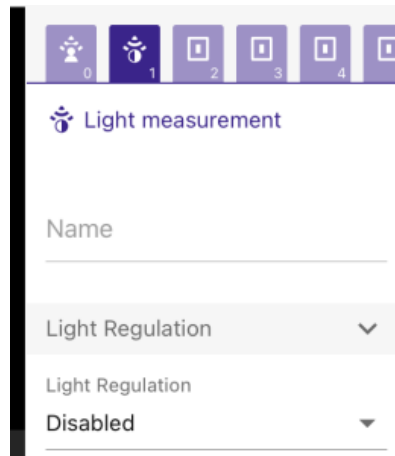 0 1 2 3 4
Light measurement
Name
Light Regulation
Light Regulation
Disabled